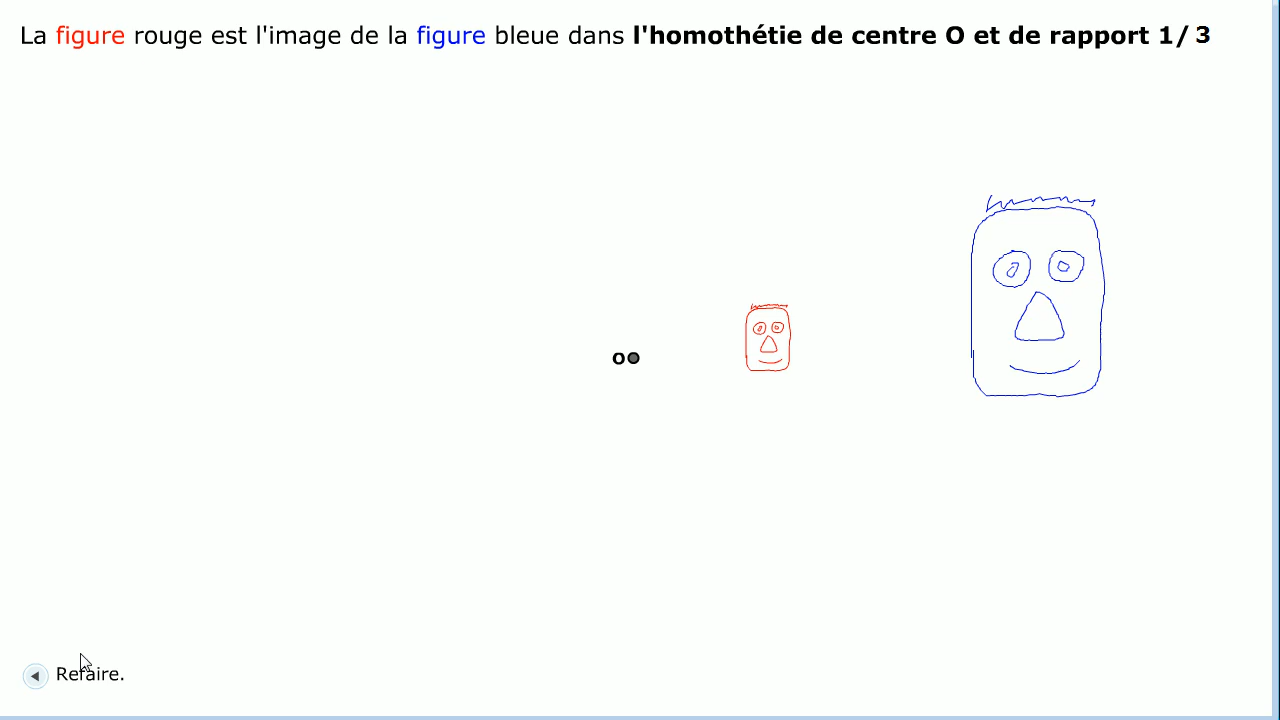 La figure rouge est l'image de la figure bleue dans l'homothétie de centre O et de rapport 1/3
O
Refaire.